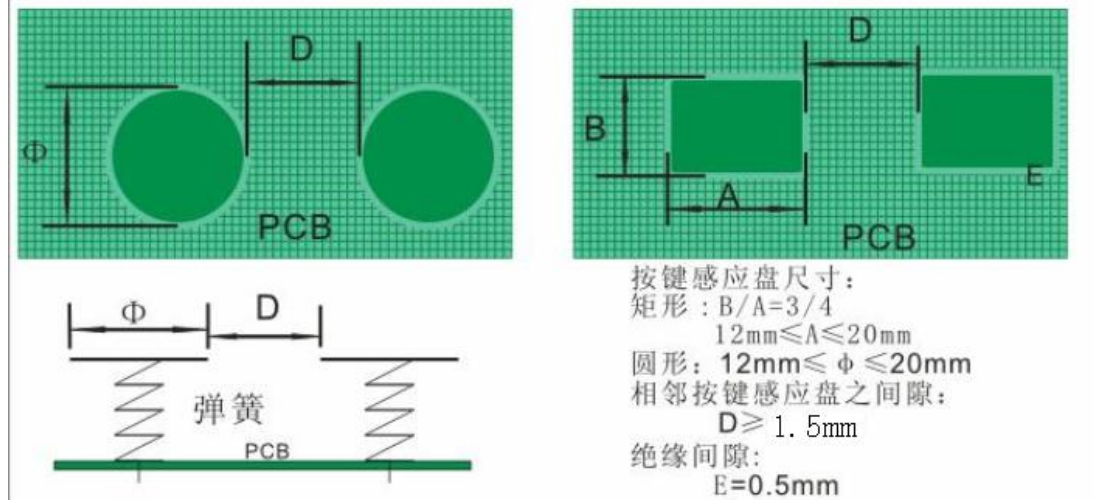 D
Φ
PCB
D
B
A
E
PCB
Φ
D
弹簧
PCB
按键感应盘尺寸：
矩形：B/A=3/4
12mm≤A≤20mm
圆形：12mm≤Φ≤20mm
相邻按键感应盘之间隙：
D≥ 1.5mm
绝缘间隙：
E=0.5mm